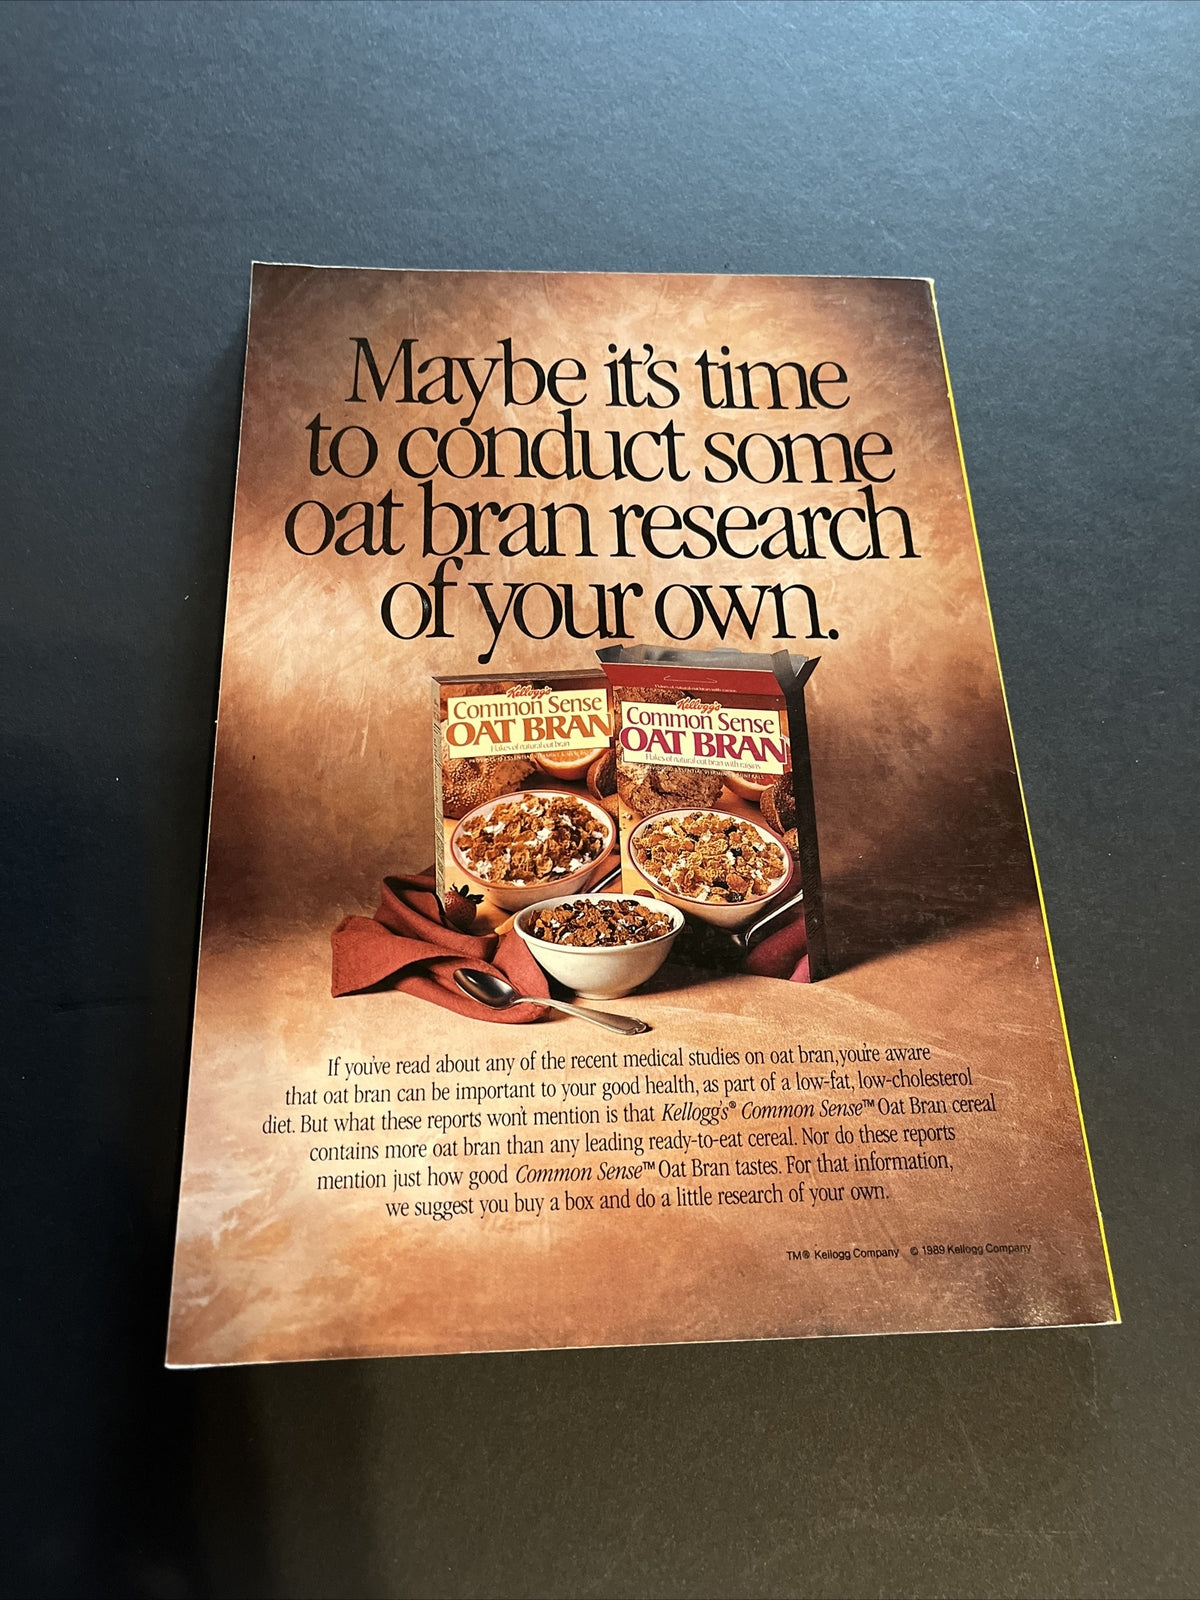 Maybe it's time
to conduct some
oat bran research
of your own.
Kellogg's
Common Sense
OAT BRAN
Flakes of natural oat bran
Kellogg's
Common Sense
OAT BRAN
Flakes of natural oat bran with raisins
If you've read about any of the recent medical studies on oat bran, you're aware
that oat bran can be important to your good health, as part of a low-fat, low-cholesterol
diet. But what these reports won't mention is that Kellogg's® Common Sense™ Oat Bran cereal
contains more oat bran than any leading ready-to-eat cereal. Nor do these reports
mention just how good Common Sense™ Oat Bran tastes. For that information,
we suggest you buy a box and do a little research of your own.
TM® Kellogg Company © 1989 Kellogg Company